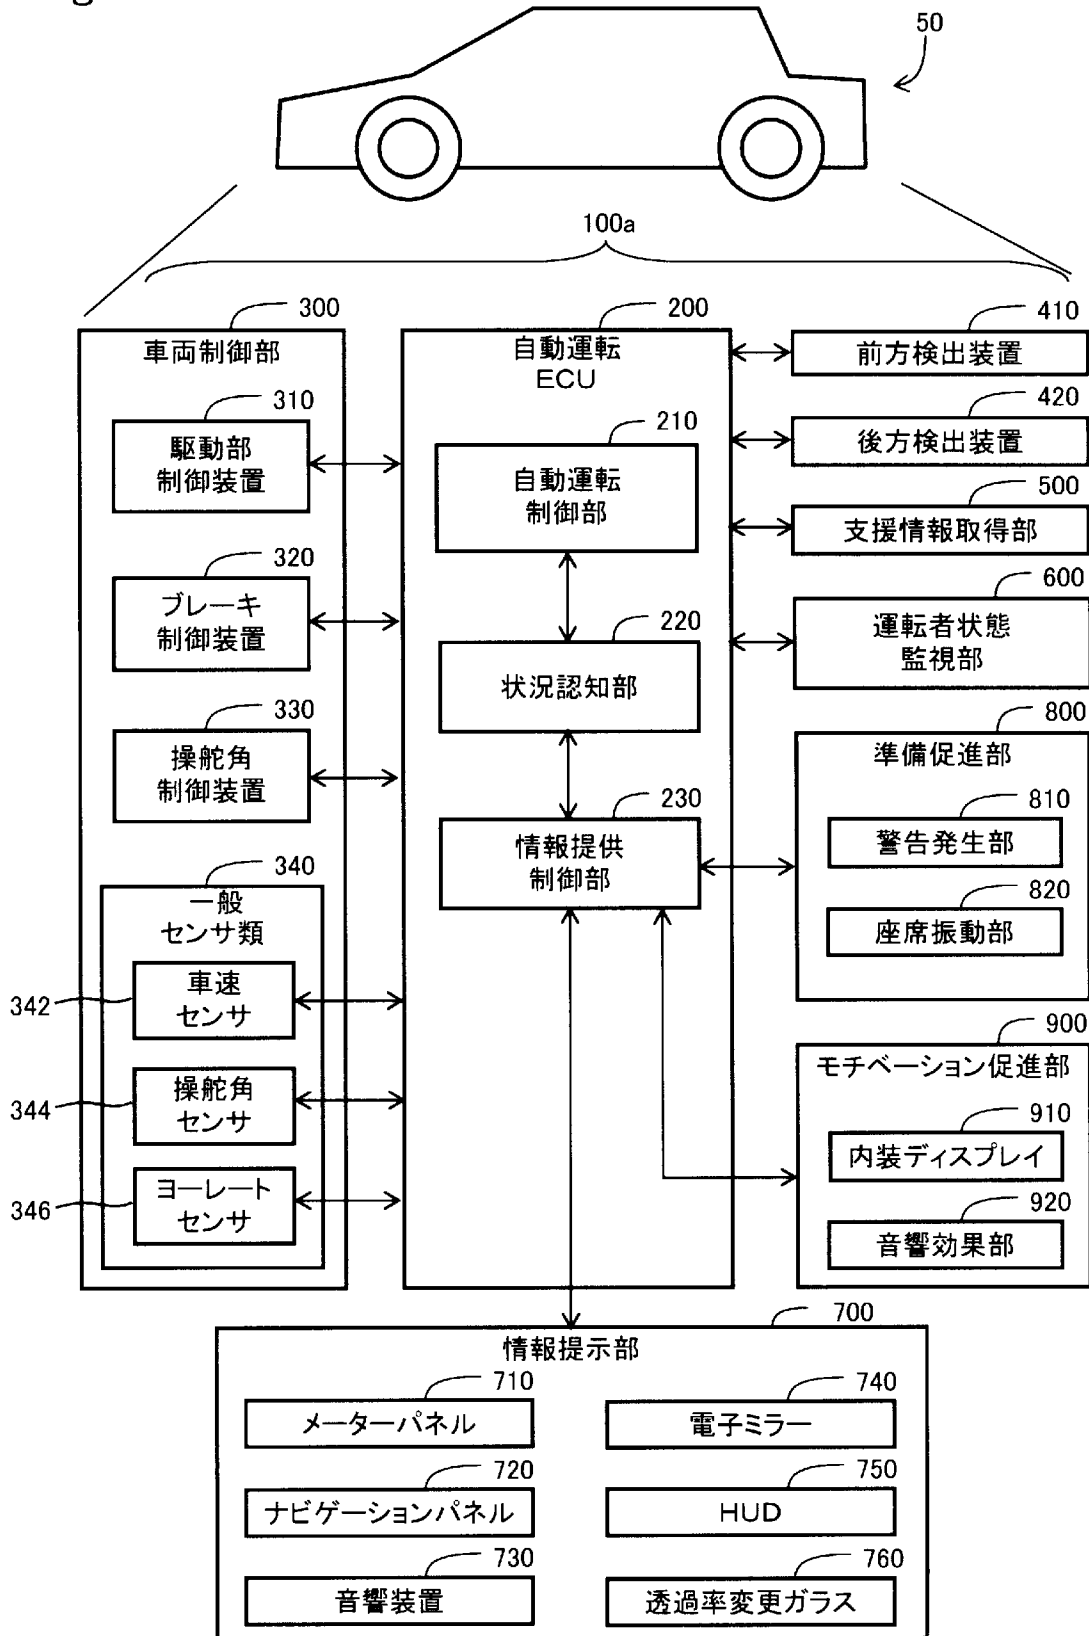 50
100a
300
車両制御部
310
駆動部
制御装置
320
ブレーキ
制御装置
330
操舵角
制御装置
340
一般
センサ類
342
車速
センサ
344
操舵角
センサ
346
ヨーレート
センサ
200
自動運転
ECU
210
自動運転
制御部
220
状況認知部
230
情報提供
制御部
410
前方検出装置
420
後方検出装置
500
支援情報取得部
600
運転者状態
監視部
800
準備促進部
810
警告発生部
820
座席振動部
900
モチベーション促進部
910
内装ディスプレイ
920
音響効果部
700
情報提示部
710
メーターパネル
720
ナビゲーションパネル
730
音響装置
740
電子ミラー
750
HUD
760
透過率変更ガラス